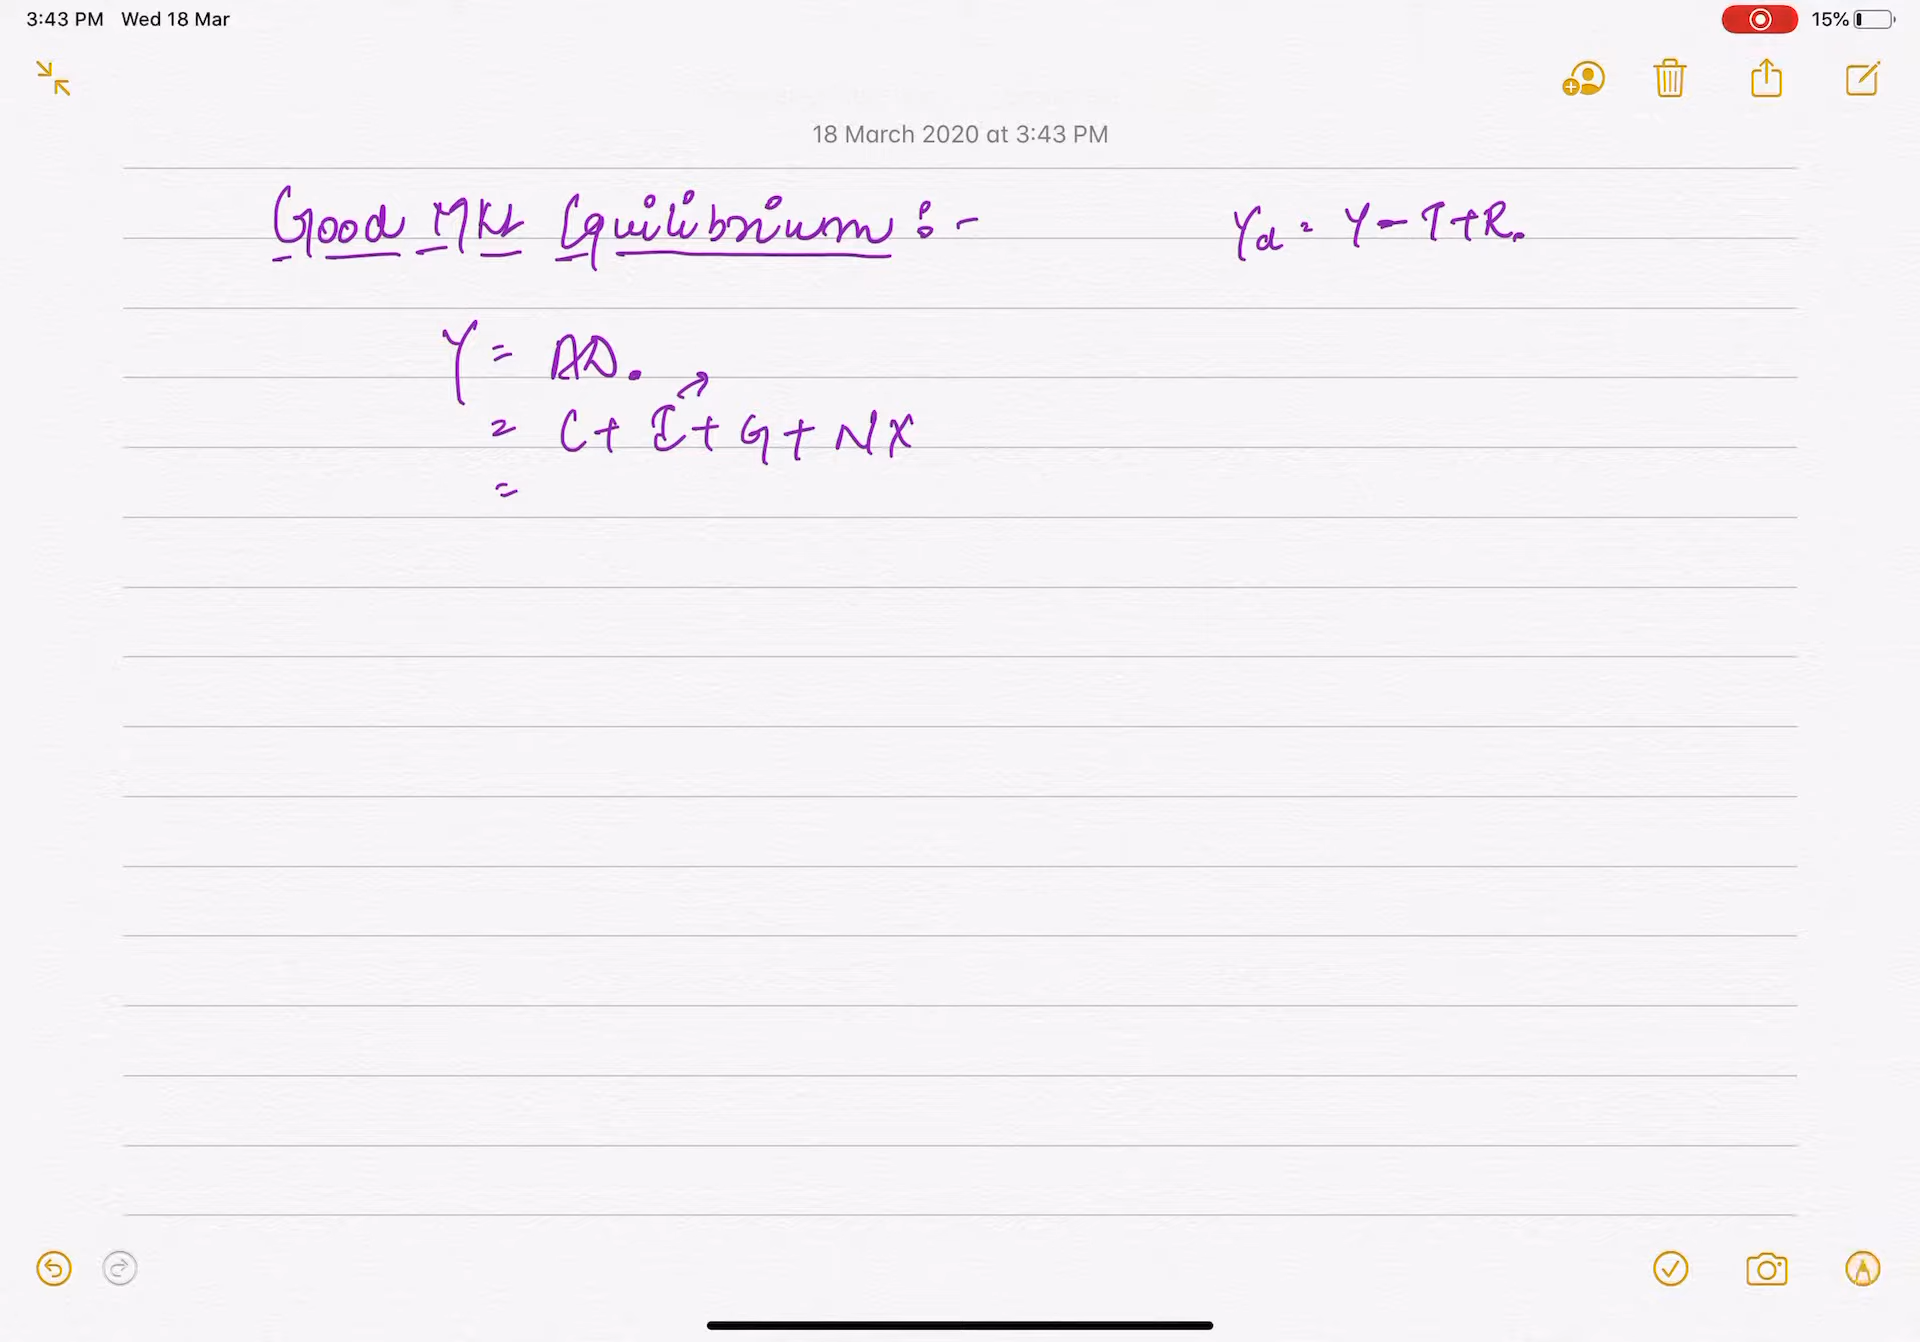 3:43 PM Wed 18 Mar 15%
18 March 2020 at 3:43 PM
Good Mkt Equilibrium :-
Yd = Y - T + R.
Y = AD.
= C + I + G + NX
=